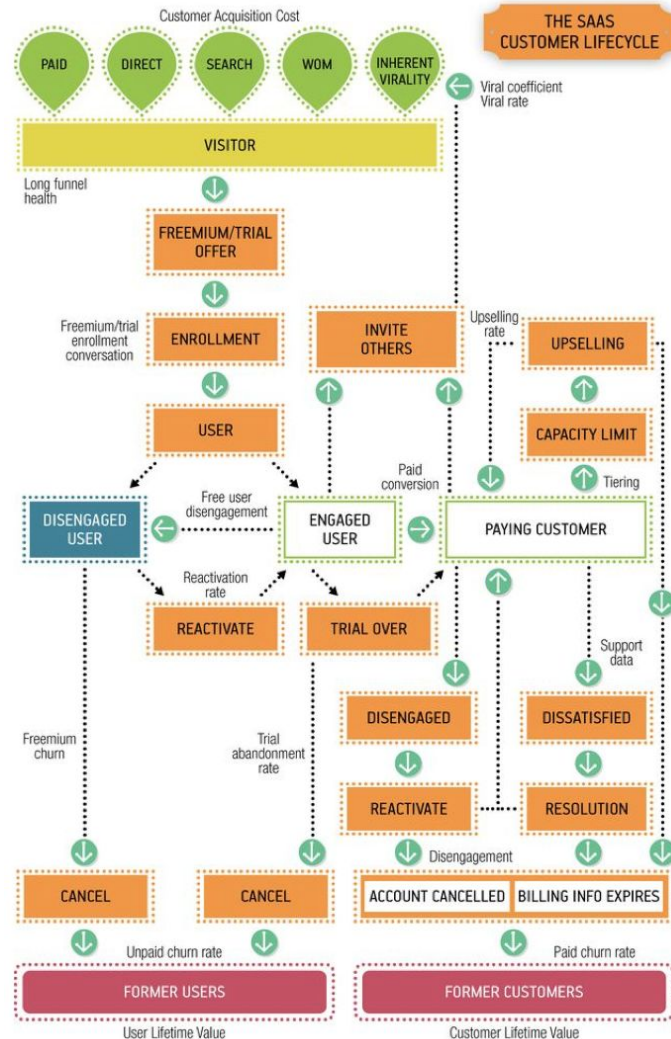 Customer Acquisition Cost
THE SAAS
CUSTOMER LIFECYCLE
PAID
DIRECT
SEARCH
WOM
INHERENT
VIRALITY
Viral coefficient
Viral rate
VISITOR
Long funnel
health
FREEMIUM/TRIAL
OFFER
Freemium/trial
enrollment
conversation
ENROLLMENT
INVITE
OTHERS
Upselling
rate
UPSELLING
USER
CAPACITY LIMIT
Paid
conversion
Tiering
DISENGAGED
USER
Free user
disengagement
ENGAGED
USER
PAYING CUSTOMER
Reactivation
rate
REACTIVATE
TRIAL OVER
Support
data
DISENGAGED
DISSATISFIED
Freemium
churn
Trial
abandonment
rate
REACTIVATE
RESOLUTION
Disengagement
CANCEL
CANCEL
ACCOUNT CANCELLED
BILLING INFO EXPIRES
Unpaid churn rate
Paid churn rate
FORMER USERS
FORMER CUSTOMERS
User Lifetime Value
Customer Lifetime Value